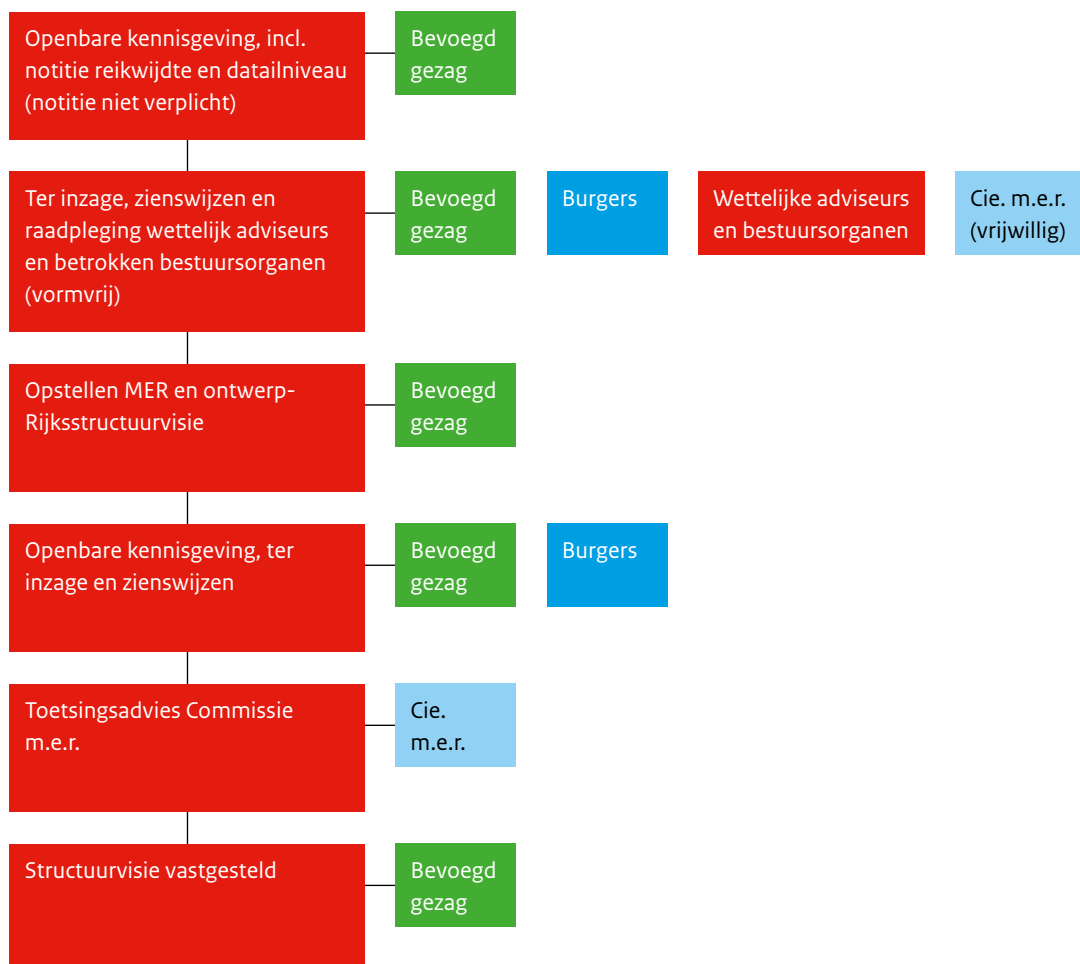 Openbare kennisgeving, incl.
notitie reikwijdte en datailniveau
(notitie niet verplicht)
Bevoegd
gezag
Ter inzage, zienswijzen en
raadpleging wettelijk adviseurs
en betrokken bestuursorganen
(vormvrij)
Bevoegd
gezag
Burgers
Wettelijke adviseurs
en bestuursorganen
Cie. m.e.r.
(vrijwillig)
Opstellen MER en ontwerp-
Rijksstructuurvisie
Bevoegd
gezag
Openbare kennisgeving, ter
inzage en zienswijzen
Bevoegd
gezag
Burgers
Toetsingsadvies Commissie
m.e.r.
Cie.
m.e.r.
Structuurvisie vastgesteld
Bevoegd
gezag